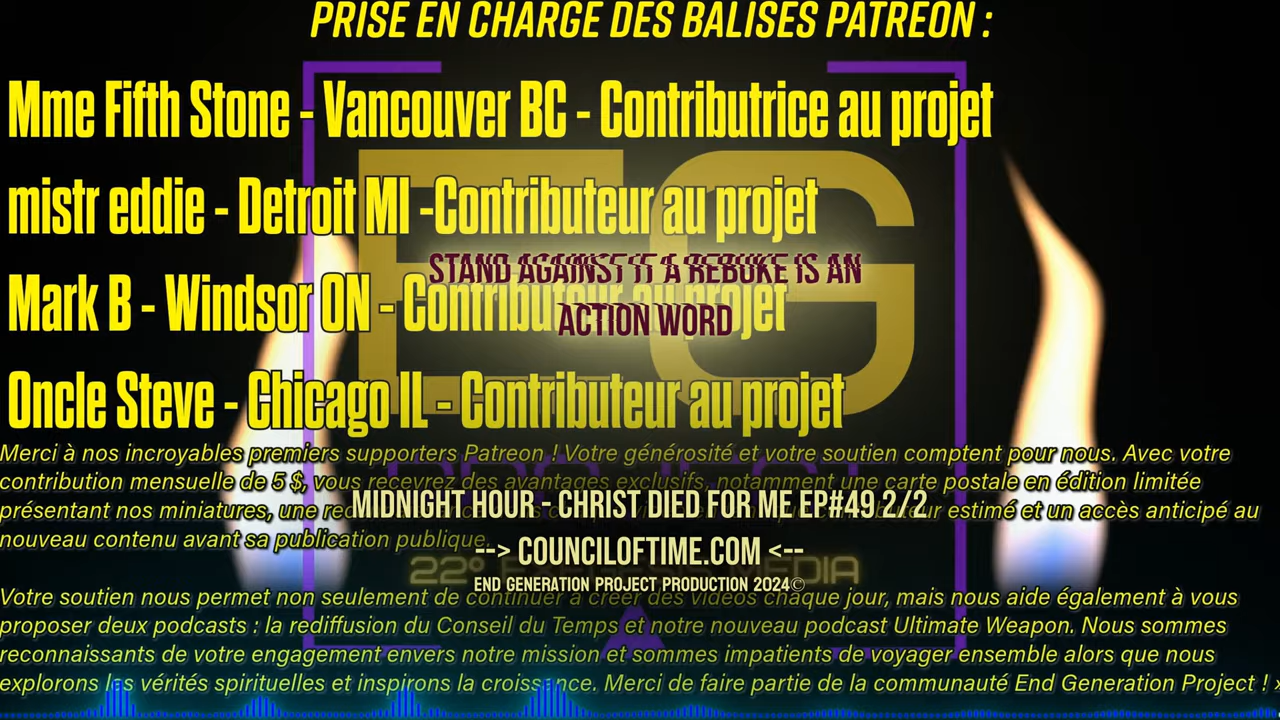 PRISE EN CHARGE DES BALISES PATREON :
Mme Fifth Stone - Vancouver BC - Contributrice au projet
mistr eddie - Detroit MI -Contributeur au projet
STAND AGAINST IT A REBUKE IS AN
Mark B - Windsor ON - Contributeur au projet
ACTION WORD
Oncle Steve - Chicago IL - Contributeur au projet
EG
Merci à nos incroyables premiers supporters Patreon ! Votre générosité et votre soutien comptent pour nous. Avec votre
contribution mensuelle de 5 $, vous recevrez des avantages exclusifs, notamment une carte postale en édition limitée
présentant nos miniatures, une estimé et un accès anticipé au
MIDNIGHT HOUR - CHRIST DIED FOR ME EP#49 2/2
nouveau contenu avant sa publication publique.
--> COUNCILOFTIME.COM <--
22º MEDIA
END GENERATION PROJECT PRODUCTION 2024©
Votre soutien nous permet non seulement de continuer à créer des vidéos chaque jour, mais nous aide également à vous
proposer deux podcasts : la rediffusion du Conseil du Temps et notre nouveau podcast Ultimate Weapon. Nous sommes
reconnaissants de votre engagement envers notre mission et sommes impatients de voyager ensemble alors que nous
explorons les vérités spirituelles et inspirons la croissance. Merci de faire partie de la communauté End Generation Project ! »